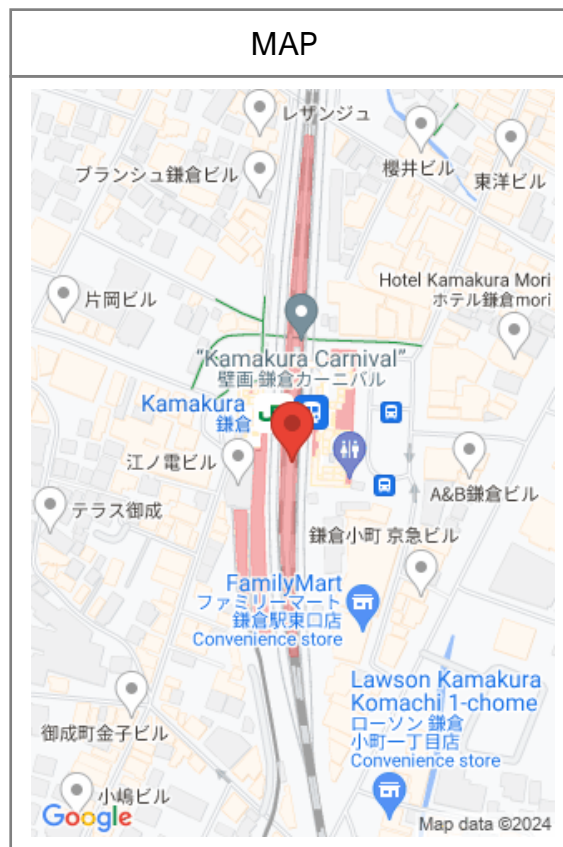 MAP
レザンジュ
櫻井ビル
ブランシュ鎌倉ビル
東洋ビル
片岡ビル
Hotel Kamakura Mori
ホテル鎌倉mori
“Kamakura Carnival”
壁画 鎌倉カーニバル
Kamakura
鎌倉
江ノ電ビル
A&B鎌倉ビル
テラス御成
鎌倉小町 京急ビル
FamilyMart
ファミリーマート
鎌倉駅東口店
Convenience store
Lawson Kamakura
Komachi 1-chome
ローソン 鎌倉
小町一丁目店
Convenience store
御成町金子ビル
小嶋ビル
Google
Map data ©2024